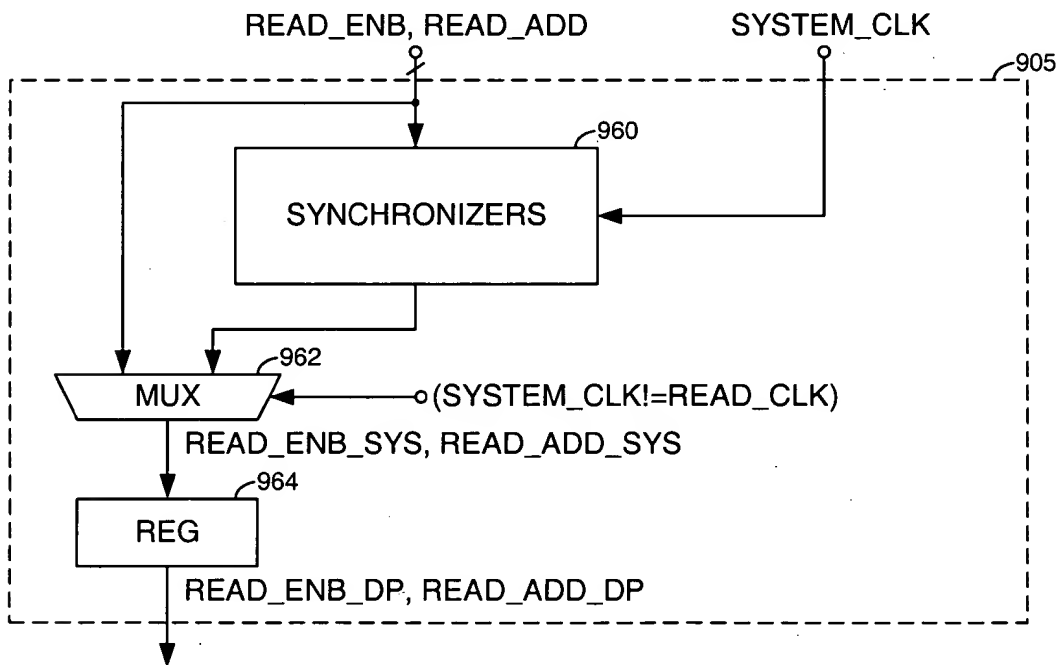 READ_ENB, READ_ADD
SYSTEM_CLK
905
960
SYNCHRONIZERS
962
MUX
(SYSTEM_CLK!=READ_CLK)
READ_ENB_SYS, READ_ADD_SYS
964
REG
READ_ENB_DP, READ_ADD_DP